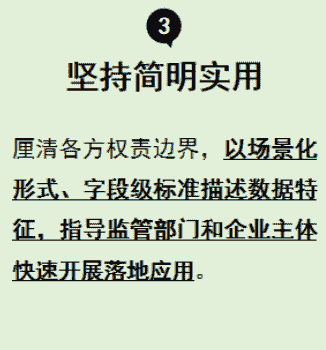 3
坚持简明实用
厘清各方权责边界，以场景化
形式、字段级标准描述数据特
征，指导监管部门和企业主体
快速开展落地应用。